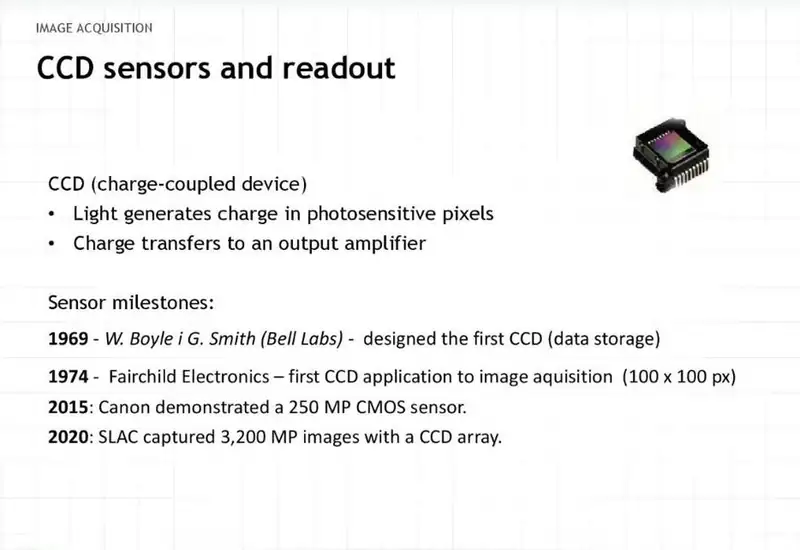 IMAGE ACQUISITION
CCD sensors and readout
CCD (charge-coupled device)
• Light generates charge in photosensitive pixels
• Charge transfers to an output amplifier
Sensor milestones:
1969 - W. Boyle i G. Smith (Bell Labs) - designed the first CCD (data storage)
1974 - Fairchild Electronics – first CCD application to image aquisition (100 x 100 px)
2015: Canon demonstrated a 250 MP CMOS sensor.
2020: SLAC captured 3,200 MP images with a CCD array.